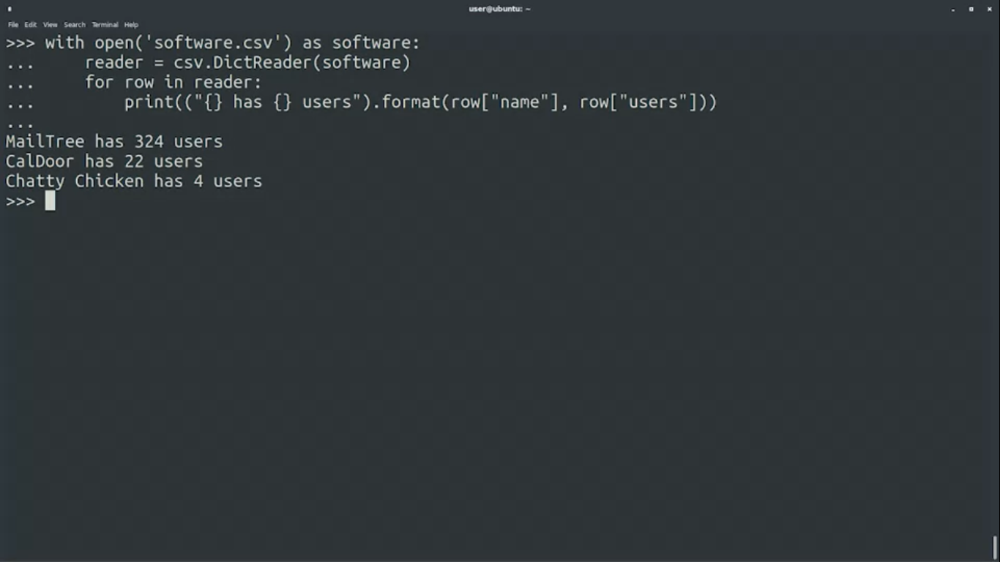 user@ubuntu: ~
File Edit View Search Terminal Help
>>> with open('software.csv') as software:
...     reader = csv.DictReader(software)
...     for row in reader:
...         print(("{} has {} users").format(row["name"], row["users"]))
...
MailTree has 324 users
CalDoor has 22 users
Chatty Chicken has 4 users
>>>